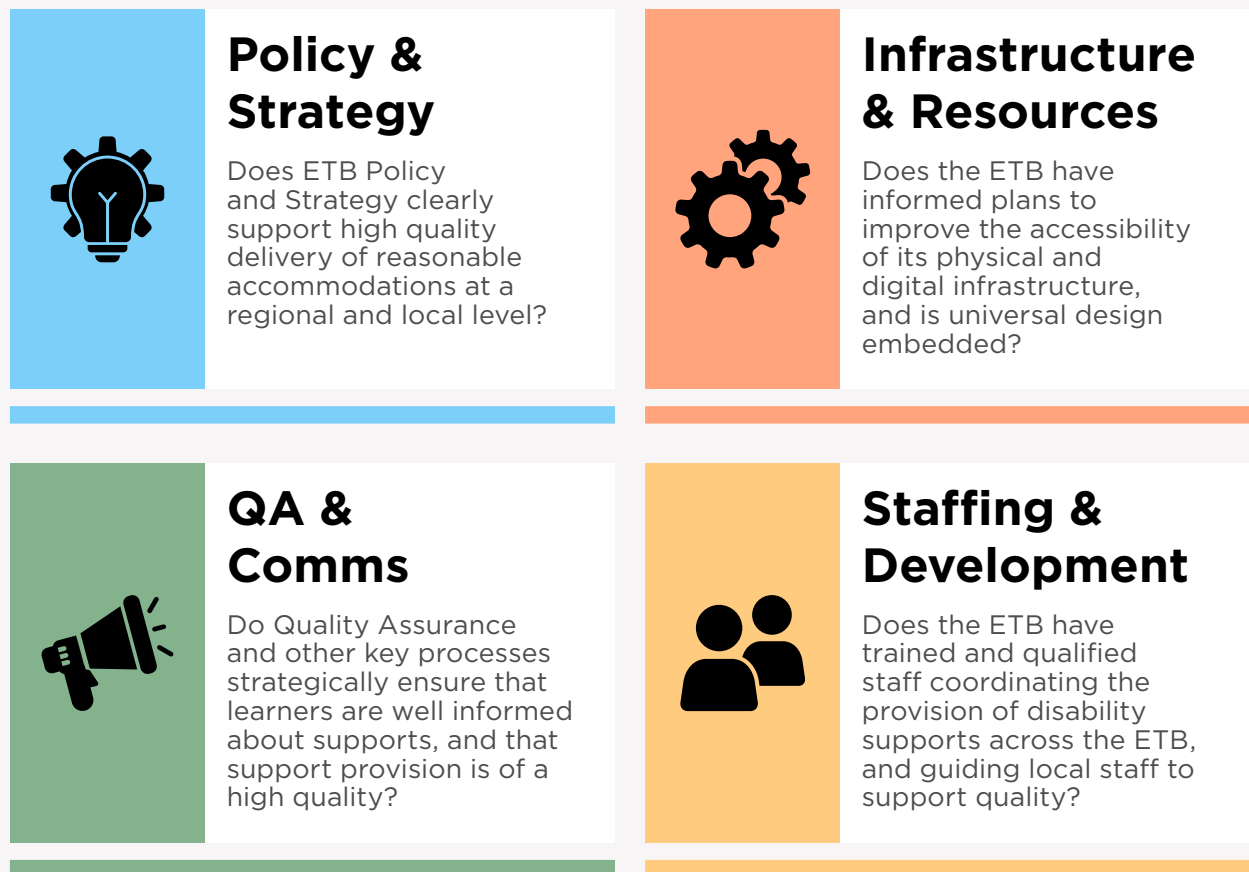 Policy &
Strategy
Does ETB Policy
and Strategy clearly
support high quality
delivery of reasonable
accommodations at a
regional and local level?
Infrastructure
& Resources
Does the ETB have
informed plans to
improve the accessibility
of its physical and
digital infrastructure,
and is universal design
embedded?
QA &
Comms
Do Quality Assurance
and other key processes
strategically ensure that
learners are well informed
about supports, and that
support provision is of a
high quality?
Staffing &
Development
Does the ETB have
trained and qualified
staff coordinating the
provision of disability
supports across the ETB,
and guiding local staff to
support quality?